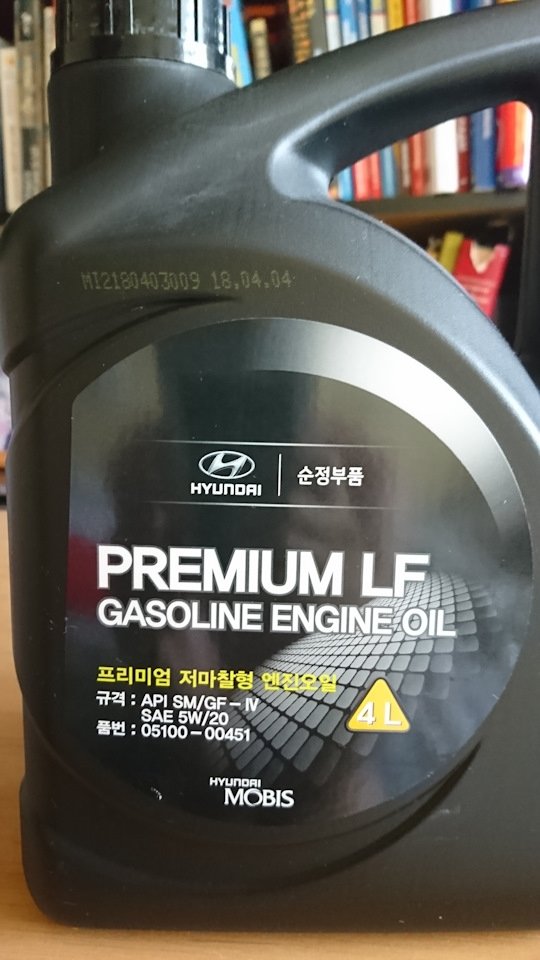 MI2180403009 18.04.04
HYUNDAI 순정부품
PREMIUM LF
GASOLINE ENGINE OIL
프리미엄 저마찰형 엔진오일
규격 : API SM/GF-Ⅳ
SAE 5W/20
품번 : 05100-00451
4 L
HYUNDAI
MOBIS